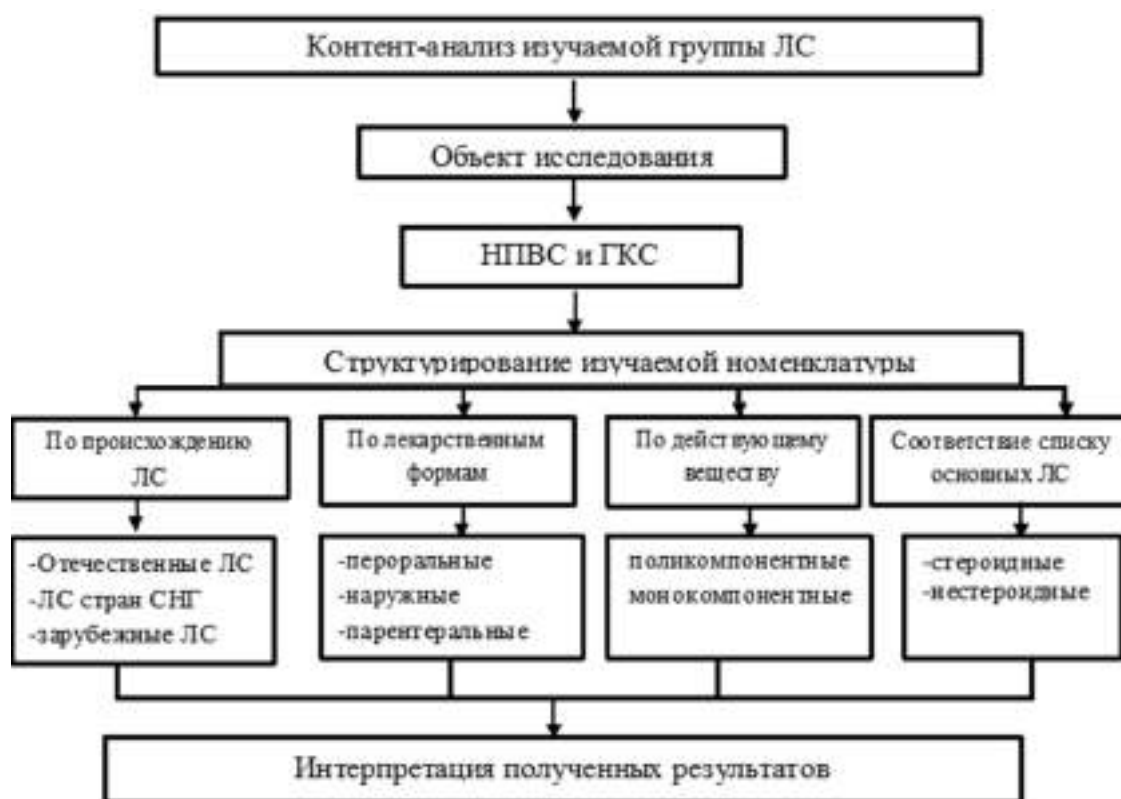 Контент-анализ изучаемой группы ЛС
Объект исследования
НПВС и ГКС
Структурирование изучаемой номенклатуры
По происхождению
ЛС
По лекарственным
формам
По действующему
веществу
Соответствие списку
основных ЛС
-Отечественные ЛС
-ЛС стран СНГ
-зарубежные ЛС
-пероральные
-наружные
-парентеральные
поликомпонентные
монокомпонентные
-стероидные
-нестероидные
Интерпретация полученных результатов